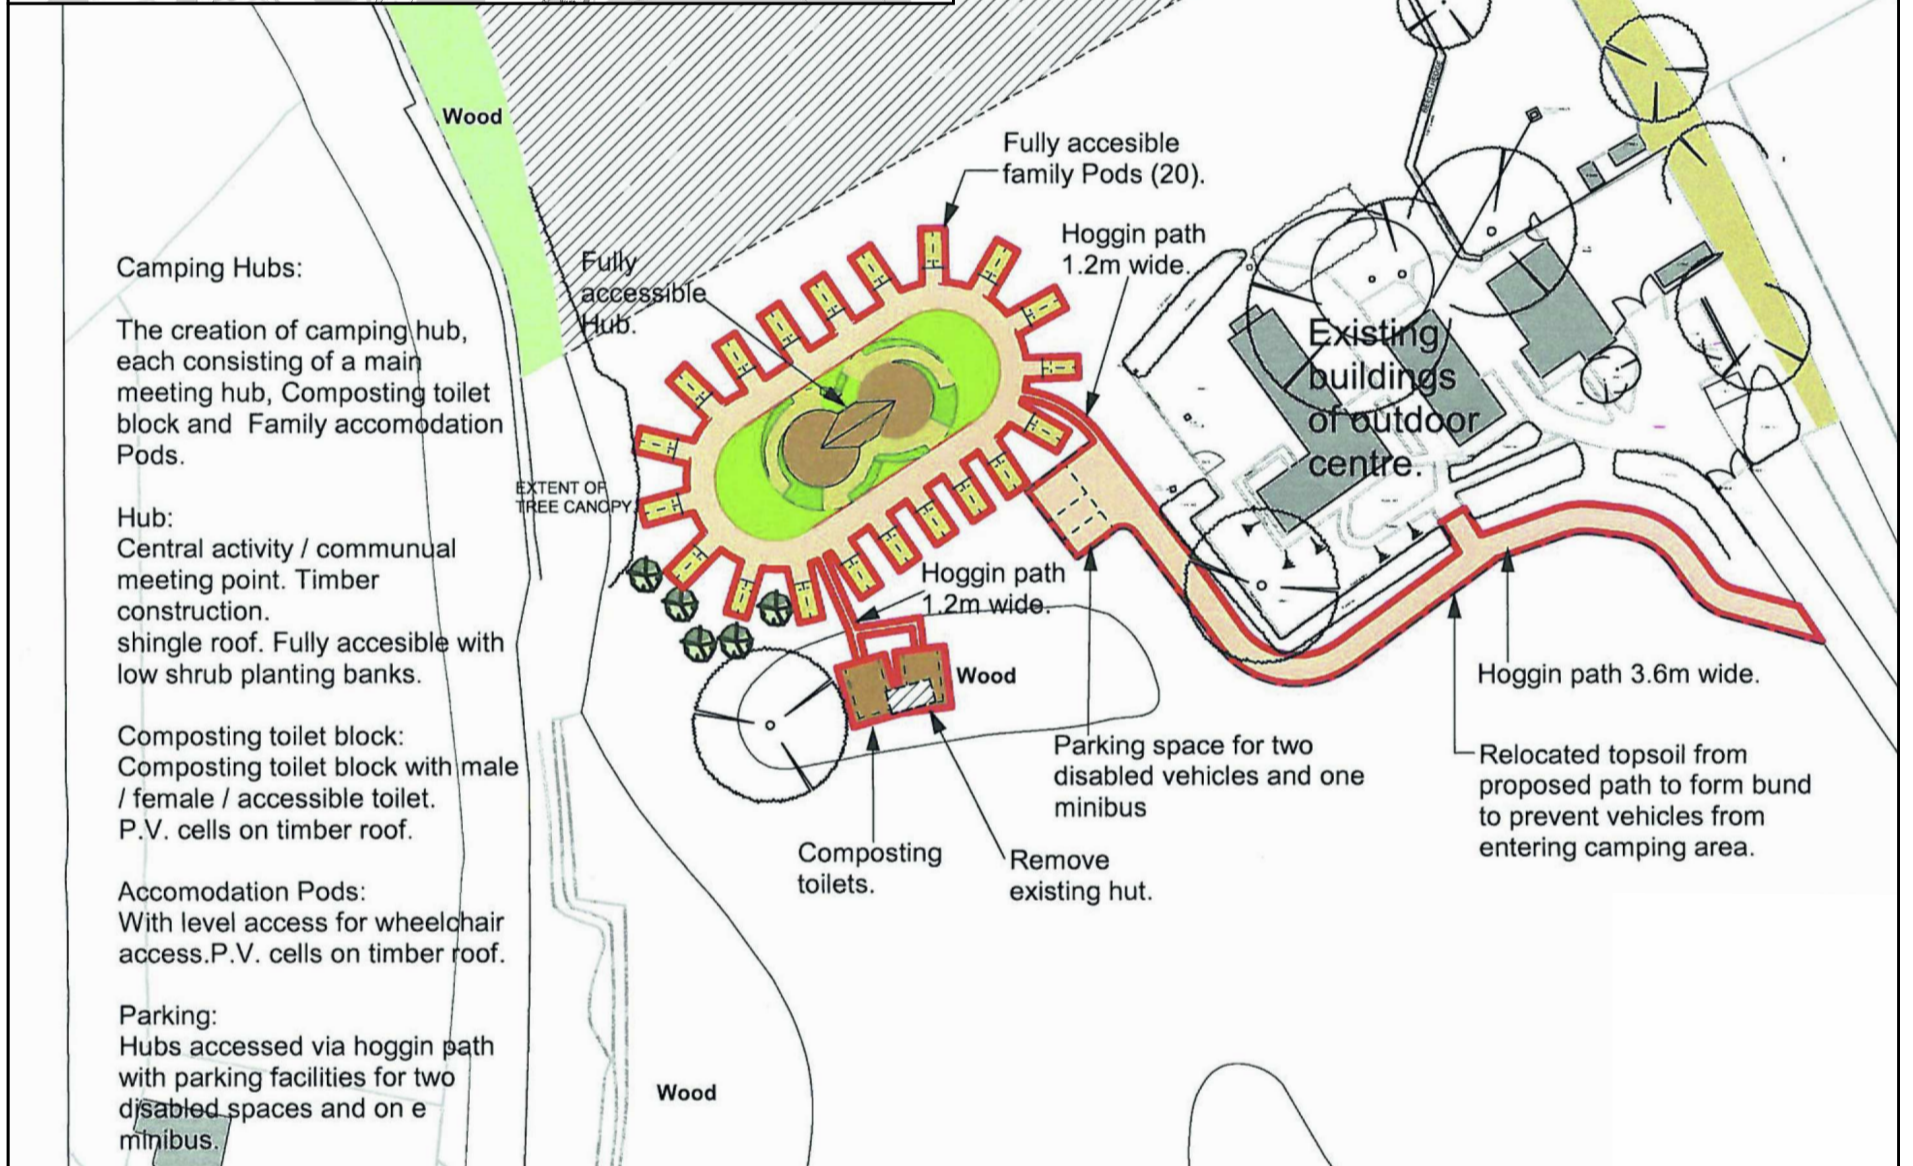 Wood
Fully accesible
family Pods (20).
Hoggin path
1.2m wide.
Fully
accessible
Hub.
Camping Hubs:
The creation of camping hub,
each consisting of a main
meeting hub, Composting toilet
block and Family accomodation
Pods.
Existing
buildings
of outdoor
centre.
EXTENT OF
TREE CANOPY
Hub:
Central activity / communual
meeting point. Timber
construction.
shingle roof. Fully accesible with
low shrub planting banks.
Hoggin path
1.2m wide.
Wood
Hoggin path 3.6m wide.
Composting toilet block:
Composting toilet block with male
/ female / accessible toilet.
P.V. cells on timber roof.
Parking space for two
disabled vehicles and one
minibus
Relocated topsoil from
proposed path to form bund
to prevent vehicles from
entering camping area.
Composting
toilets.
Remove
existing hut.
Accomodation Pods:
With level access for wheelchair
access.P.V. cells on timber roof.
Parking:
Hubs accessed via hoggin path
with parking facilities for two
disabled spaces and on e
minibus.
Wood